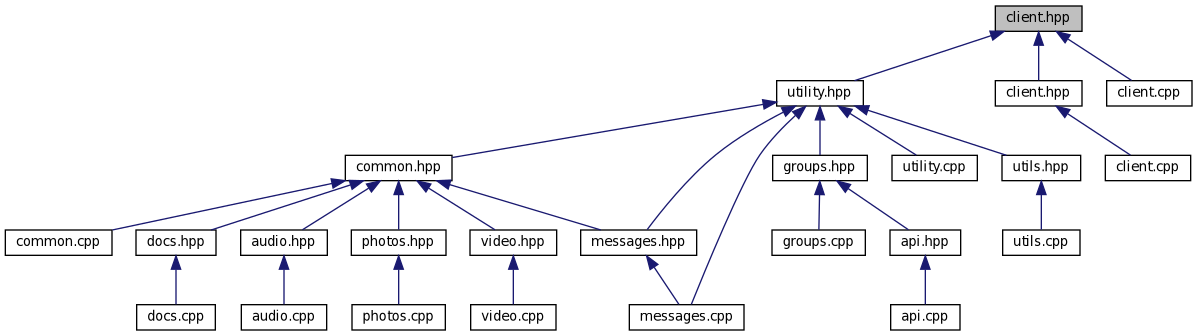 client.hpp
utility.hpp
client.hpp
client.cpp
common.hpp
groups.hpp
utility.cpp
utils.hpp
client.cpp
common.cpp
docs.hpp
audio.hpp
photos.hpp
video.hpp
messages.hpp
groups.cpp
api.hpp
utils.cpp
docs.cpp
audio.cpp
photos.cpp
video.cpp
messages.cpp
api.cpp